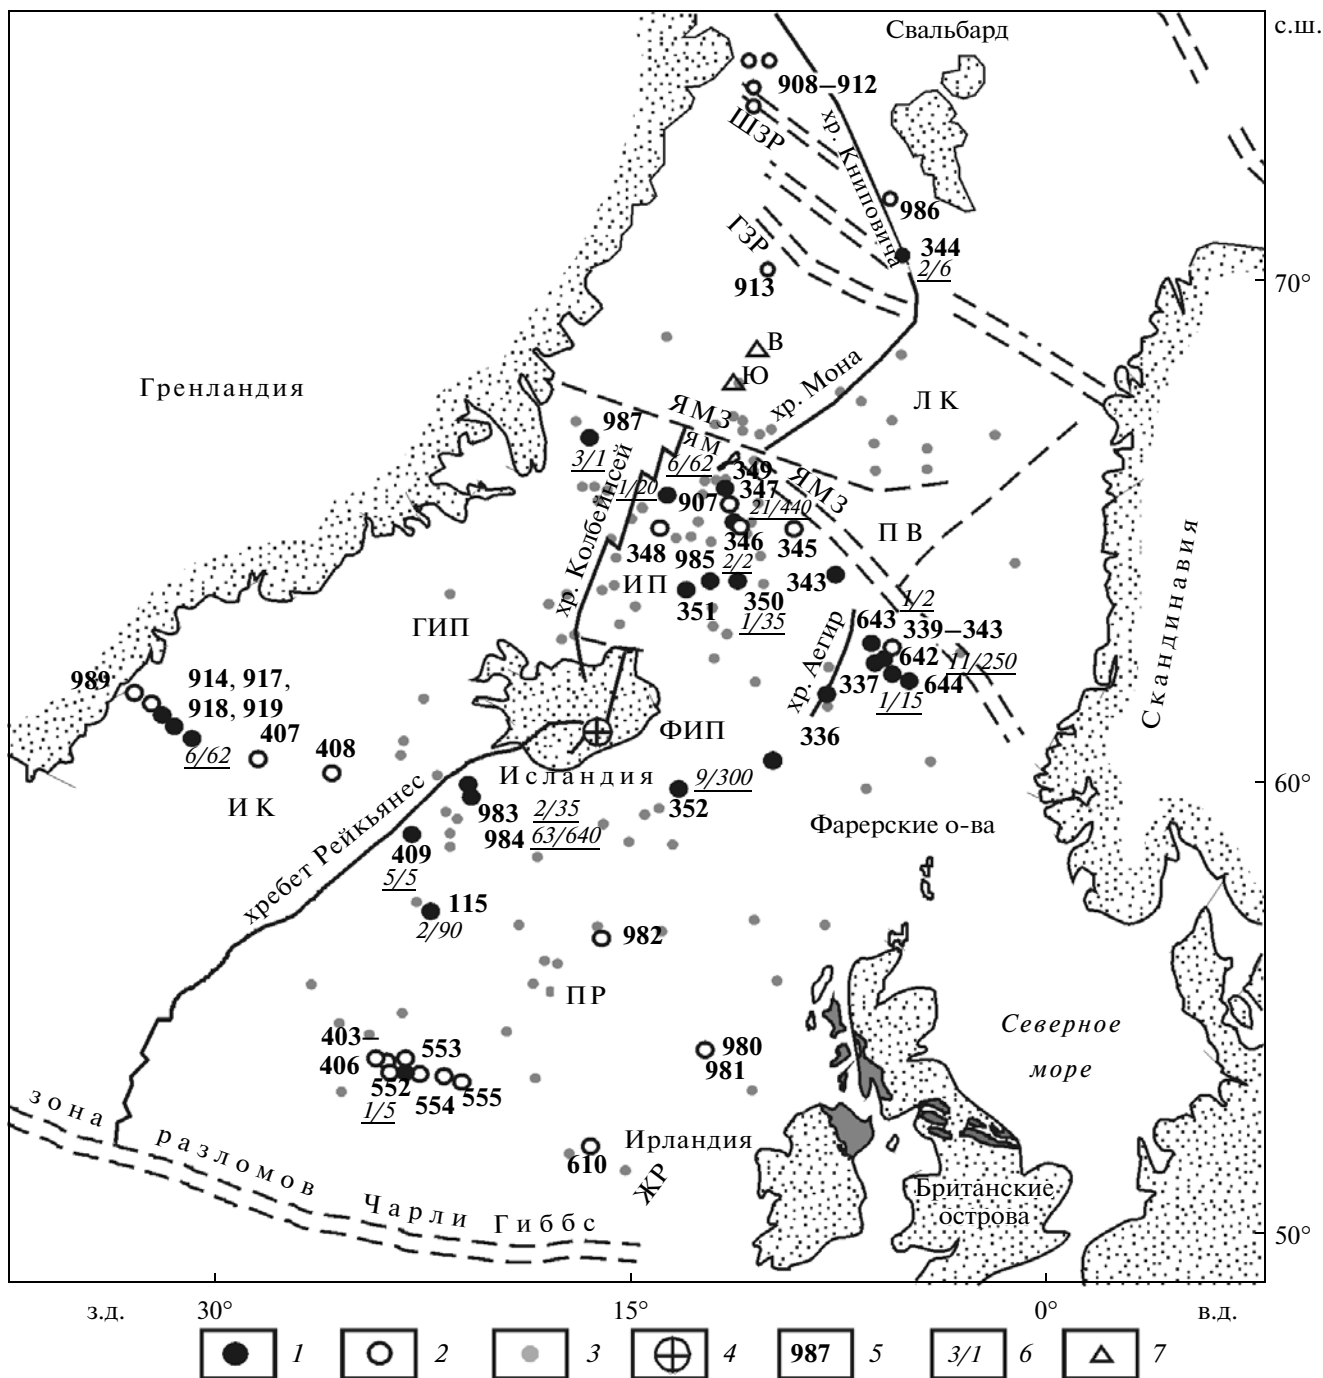 с.ш.
Свальбард
908–912
ШЗР
хр. Книповича
986
ГЗР
344
2/6
913
70°
В
Ю
хр. Мона
Гренландия
ЛК
ЯМЗ
987
ЯМ
3/1
6/62
349
ЯМЗ
1/20
907
347
21/440
хр. Колбейнсей
348
985
346
345
ПВ
2/2
343
ИП
351
350
1/35
1/2
Скандинавия
ГИП
643
339–343
хр. Аегир
642
11/250
989
914, 917,
918, 919
337
644
1/15
407
6/62
408
ФИП
336
Исландия
9/300
60°
352
ИК
983
2/35
984
63/640
Фарерские о-ва
хребет Рейкьянес
409
5/5
115
2/90
982
ПР
Северное
море
403–
406
553
980
981
552
554
555
1/5
зона разломов Чарли Гиббс
Ирландия
610
ЖР
Британские
острова
50°
з.д.
30°
15°
0°
в.д.
1
2
3
4
987
5
3/1
6
7